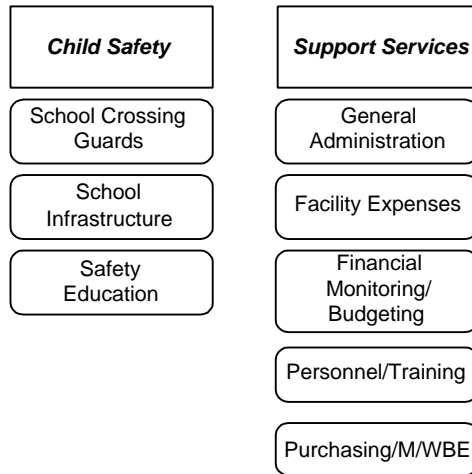 Child Safety
School Crossing
Guards
School
Infrastructure
Safety
Education
Support Services
General
Administration
Facility Expenses
Financial
Monitoring/
Budgeting
Personnel/Training
Purchasing/M/WBE